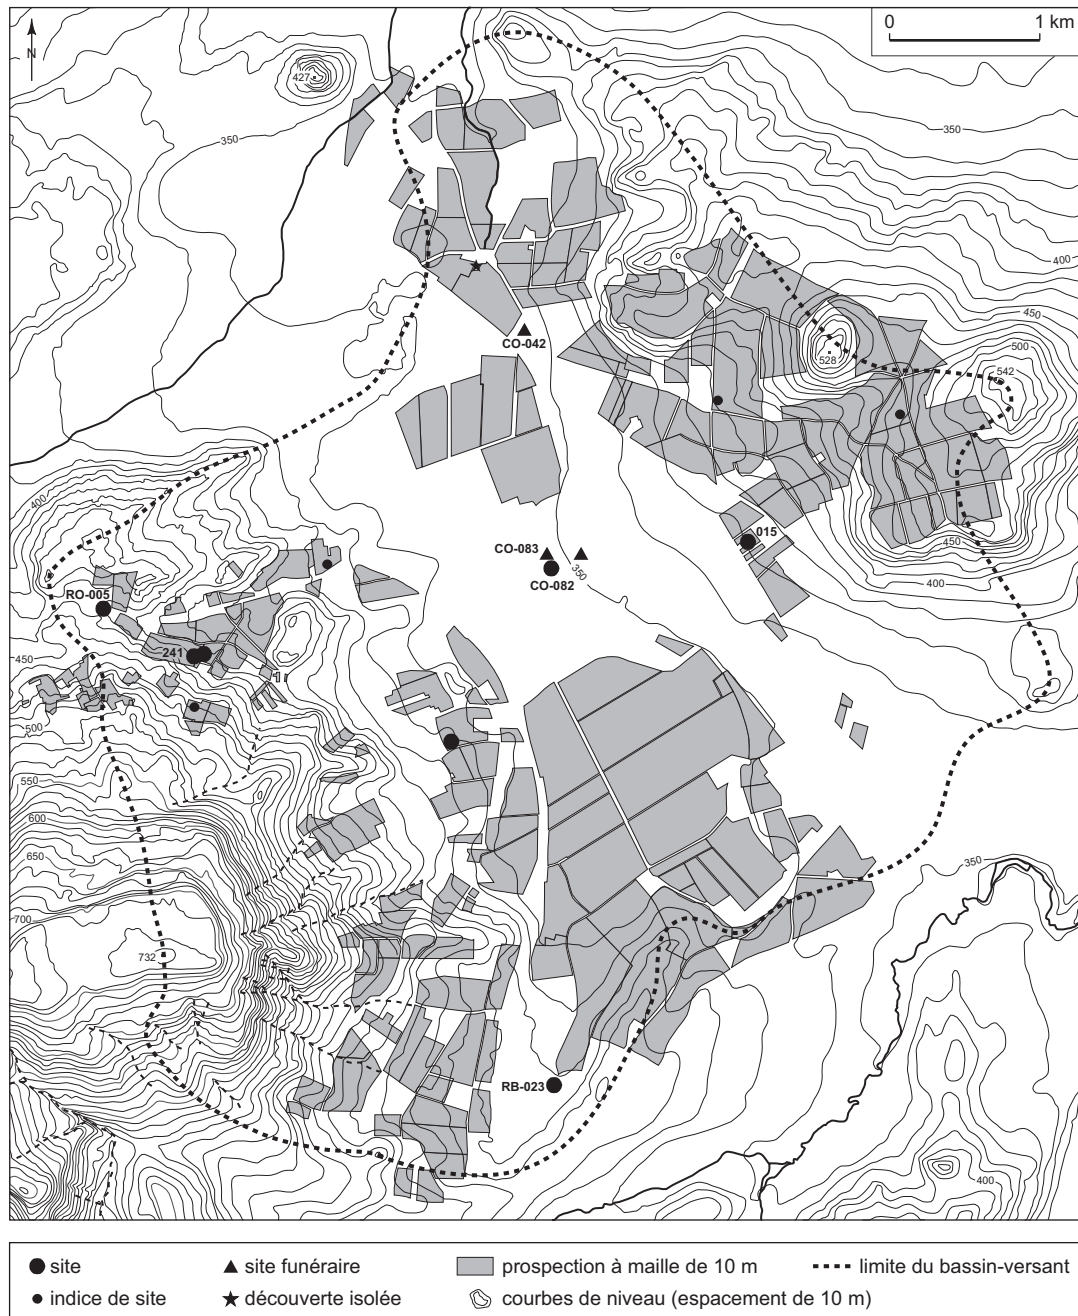 0 1 km
N
427
350
350
400
CO-042
450
500
528
542
400
015
CO-083
CO-082
350
450
400
RO-005
241
450
500
550
600
650
700
732
350
RB-023
400
site
site funéraire
prospection à maille de 10 m
limite du bassin-versant
indice de site
découverte isolée
courbes de niveau (espacement de 10 m)